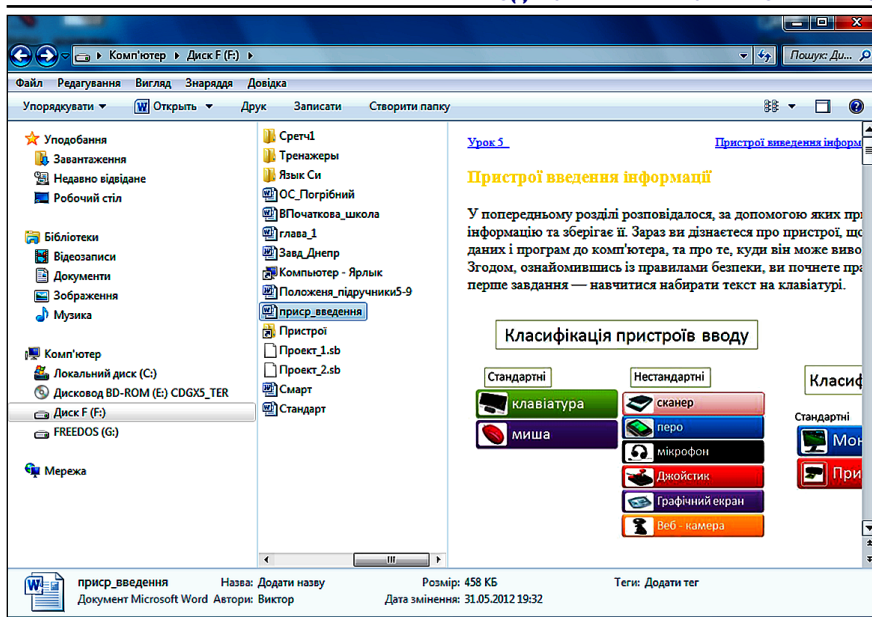 Комп'ютер ▸ Диск F (F:) ▸
Пошук: Ди...
Файл Редагування Вигляд Знаряддя Довідка
Упорядкувати Открыть Друк Записати Створити папку
Уподобання
Завантаження
Недавно відвідане
Робочий стіл
Бібліотеки
Відеозаписи
Документи
Зображення
Музика
Комп'ютер
Локальний диск (C:)
Дисковод BD-ROM (E:) CDGX5_TER
Диск F (F:)
FREEDOS (G:)
Мережа
Сретч1
Тренажеры
Язык Си
ОС_Погрібний
ВПочаткова_школа
глава_1
Завд_Днепр
Компьютер - Ярлык
Положеня_підручники5-9
приср_введення
Пристрої
Проект_1.sb
Проект_2.sb
Смарт
Стандарт
Урок 5_ Пристрої виведення інформ
Пристрої введення інформації
У попередньому розділі розповідалося, за допомогою яких при
інформацію та зберігає її. Зараз ви дізнаєтеся про пристрої, що
даних і програм до комп'ютера, та про те, куди він може виво
Згодом, ознайомившись із правилами безпеки, ви почнете пра
перше завдання — навчитися набирати текст на клавіатурі.
Класифікація пристроїв вводу
Стандартні
клавіатура
миша
Нестандартні
сканер
перо
мікрофон
Джойстик
Графічний екран
Веб - камера
Класиф
Стандартні
Мон
При
приср_введення Назва: Додати назву Розмір: 458 КБ Теги: Додати тег
Документ Microsoft Word Автори: Виктор Дата змінення: 31.05.2012 19:32